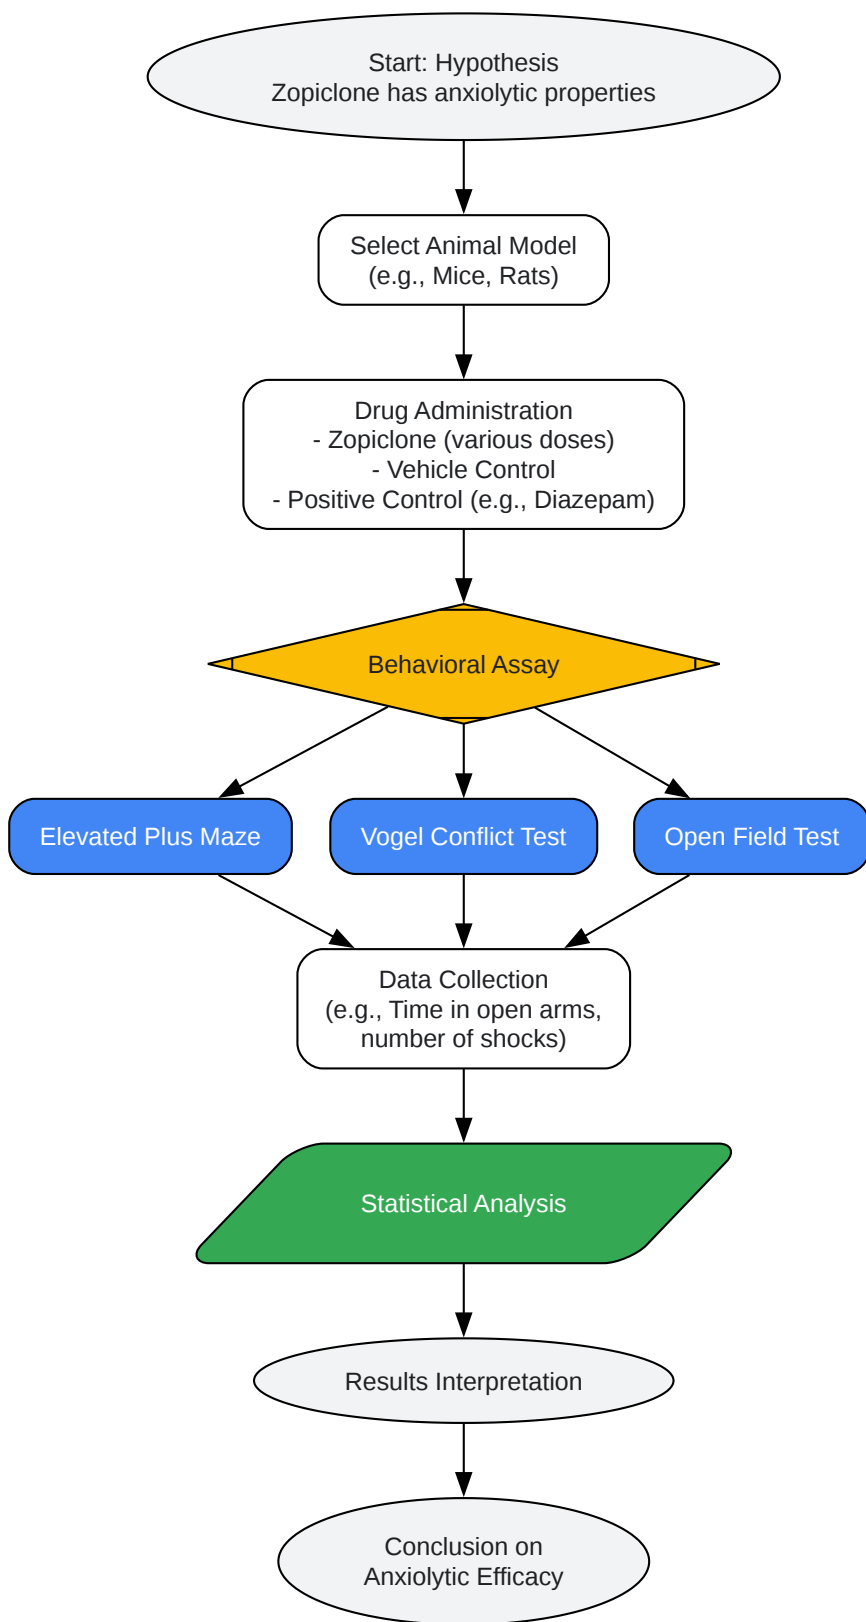 Start: Hypothesis
Zopiclone has anxiolytic properties
Select Animal Model
(e.g., Mice, Rats)
Drug Administration
- Zopiclone (various doses)
- Vehicle Control
- Positive Control (e.g., Diazepam)
Behavioral Assay
Elevated Plus Maze
Vogel Conflict Test
Open Field Test
Data Collection
(e.g., Time in open arms,
number of shocks)
Statistical Analysis
Results Interpretation
Conclusion on
Anxiolytic Efficacy